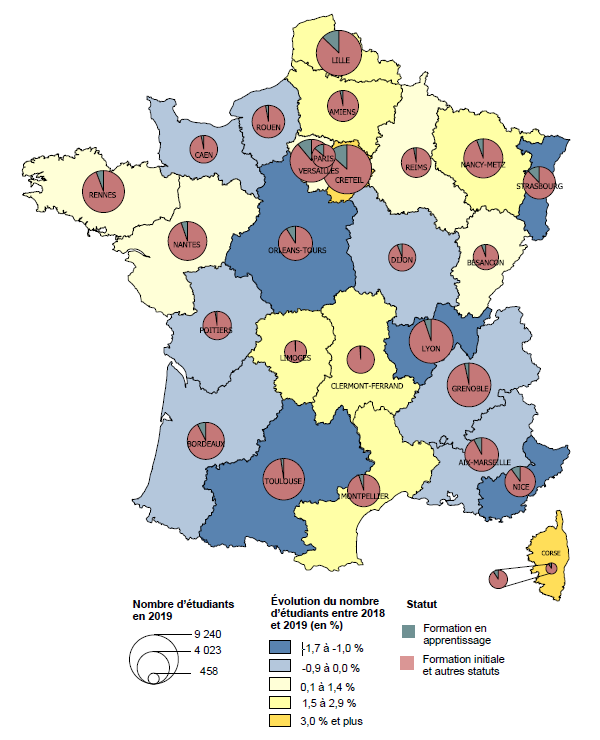 LILLE
AMIENS
ROUEN
CAEN
PARIS
VERSAILLES
CRETEIL
REIMS
NANCY-METZ
STRASBOURG
RENNES
NANTES
ORLEANS-TOURS
DIJON
BESANCON
POITIERS
LIMOGES
CLERMONT-FERRAND
LYON
GRENOBLE
BORDEAUX
AIX-MARSEILLE
TOULOUSE
MONTPELLIER
NICE
CORSE
Nombre d'étudiants
en 2019
9 240
4 023
458
Évolution du nombre
d'étudiants entre 2018
et 2019 (en %)
-1,7 à -1,0 %
-0,9 à 0,0 %
0,1 à 1,4 %
1,5 à 2,9 %
3,0 % et plus
Statut
Formation en
apprentissage
Formation initiale
et autres statuts